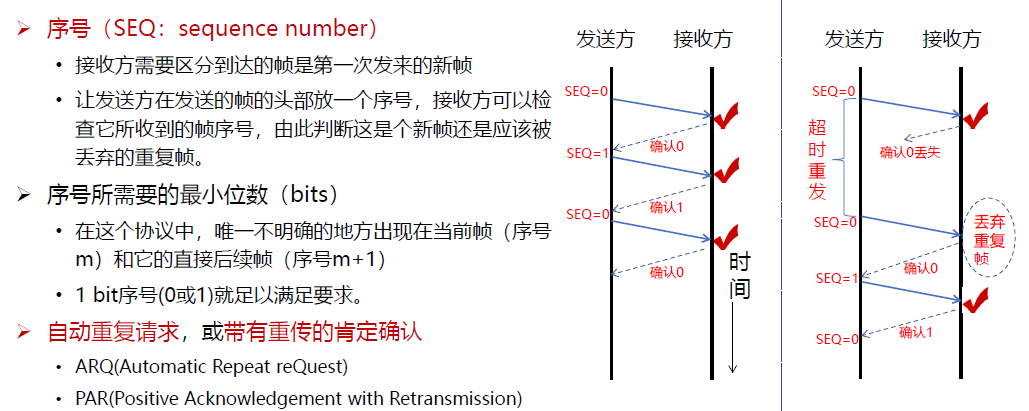 序号（SEQ：sequence number）
接收方需要区分到达的帧是第一次发来的新帧
让发送方在发送的帧的头部放一个序号，接收方可以检
查它所收到的帧序号，由此判断这是个新帧还是应该被
丢弃的重复帧。
序号所需要的最小位数（bits）
在这个协议中，唯一不明确的地方出现在当前帧（序号
m）和它的直接后续帧（序号m+1）
1 bit序号(0或1)就足以满足要求。
自动重复请求，或带有重传的肯定确认
ARQ(Automatic Repeat reQuest)
PAR(Positive Acknowledgement with Retransmission)
发送方
接收方
SEQ=0
确认0
SEQ=1
确认1
SEQ=0
确认0
时
间
发送方
接收方
SEQ=0
确认0丢失
超
时
重
发
SEQ=0
丢弃
重复
帧
确认0
SEQ=1
确认1
SEQ=0